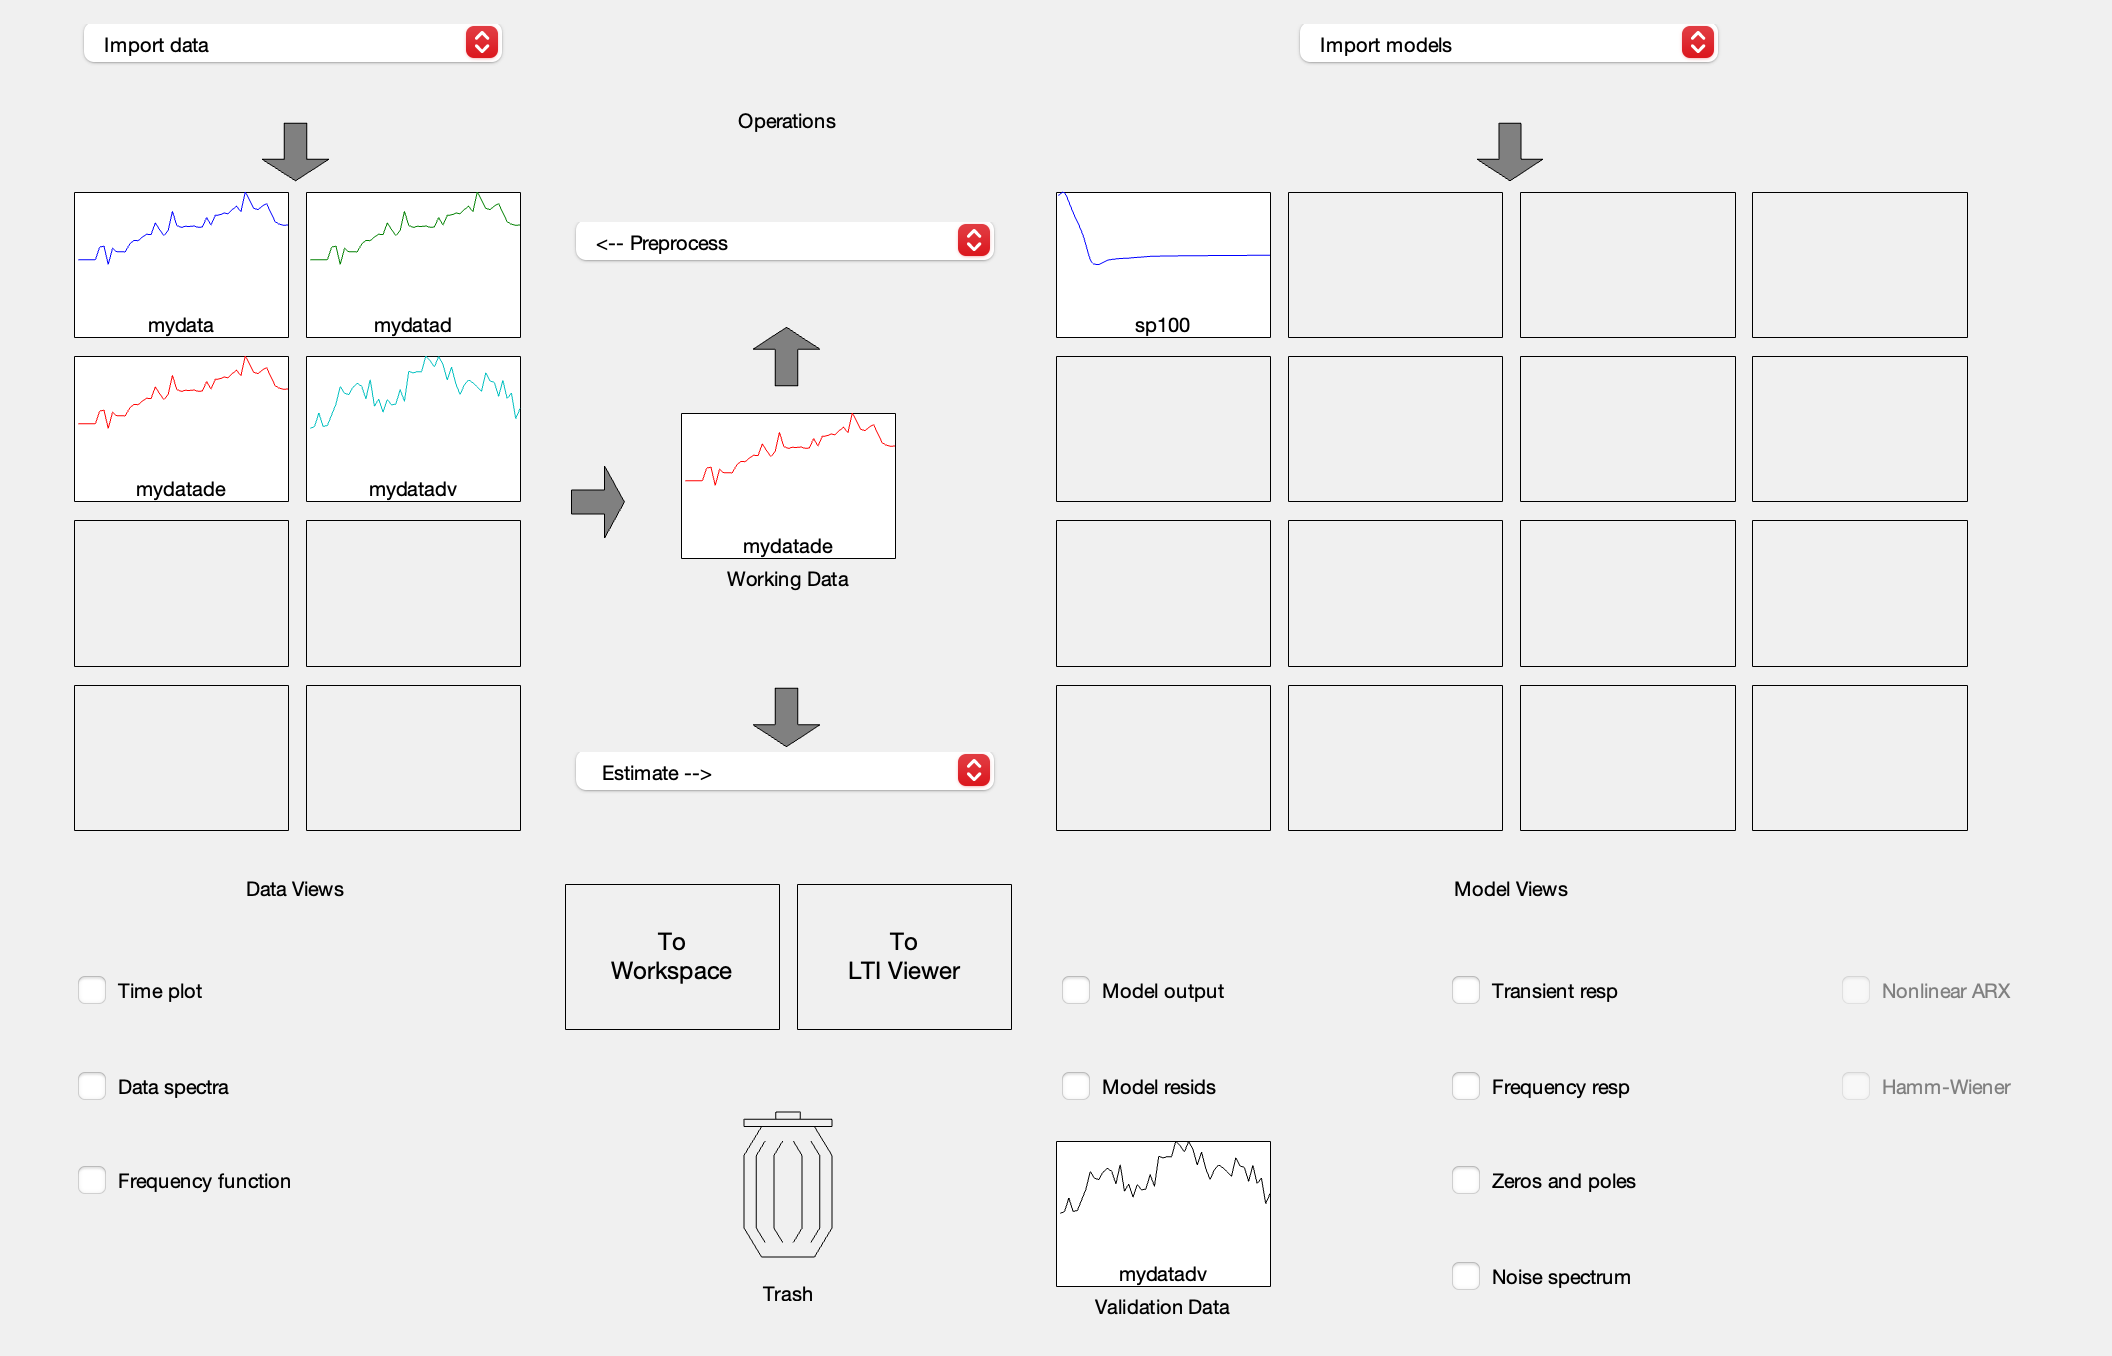 Import data
Import models
Operations
<-- Preprocess
mydata
mydatad
sp100
mydatade
mydatadv
mydatade
Working Data
Estimate -->
Data Views
Model Views
To
Workspace
To
LTI Viewer
Time plot
Model output
Transient resp
Nonlinear ARX
Data spectra
Model resids
Frequency resp
Hamm-Wiener
Frequency function
Zeros and poles
mydatadv
Noise spectrum
Trash
Validation Data